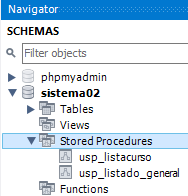 Navigator
SCHEMAS
Filter objects
phpmyadmin
sistema02
Tables
Views
Stored Procedures
usp_listacurso
usp_listado_general
Functions